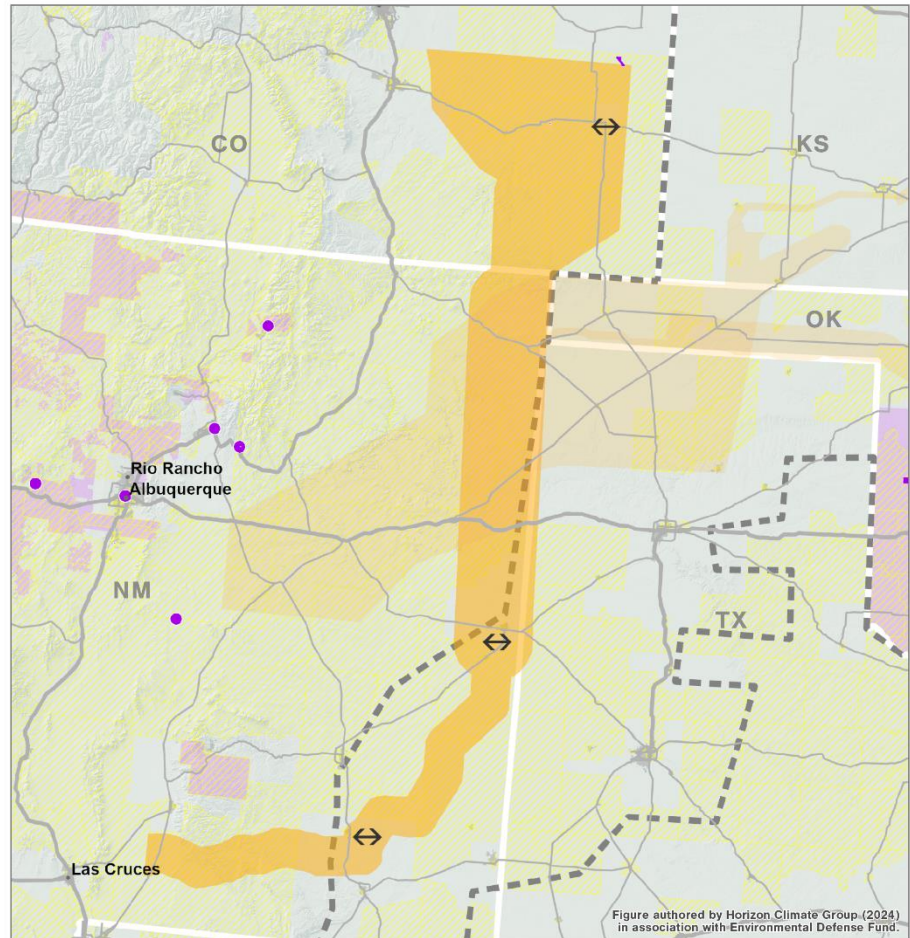 CO
KS
OK
Rio Rancho
Albuquerque
NM
TX
Las Cruces
Figure authored by Horizon Climate Group (2024)
in association with Environmental Defense Fund.